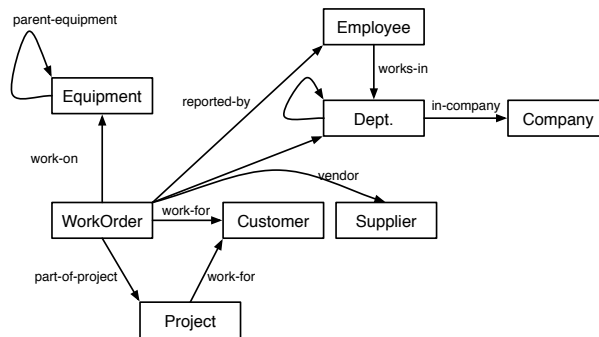 parent-equipment
Employee
works-in
Equipment
reported-by
in-company
Dept.
Company
work-on
vendor
WorkOrder
work-for
Customer
Supplier
part-of-project
work-for
Project